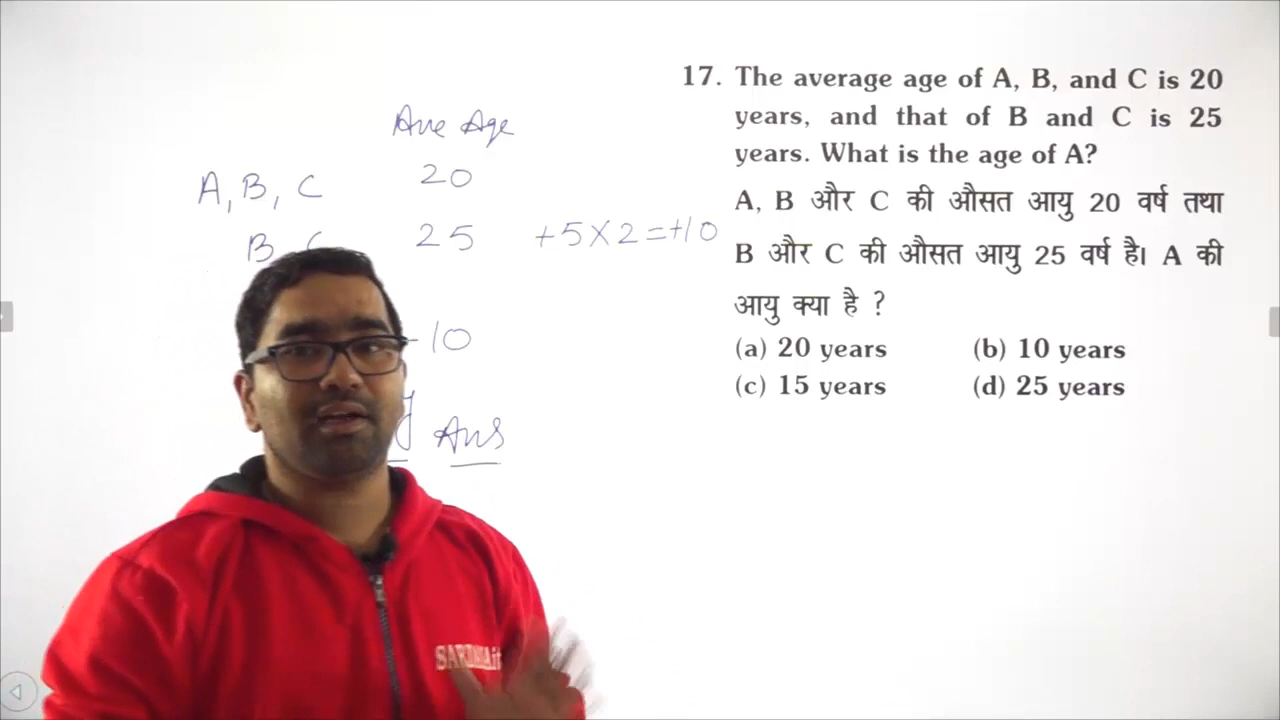 Ave Age
A, B, C 20
B C 25 +5×2=+10
-10
Ans
17. The average age of A, B, and C is 20
years, and that of B and C is 25
years. What is the age of A?
A, B और C की औसत आयु 20 वर्ष तथा
B और C की औसत आयु 25 वर्ष है। A की
आयु क्या है ?
(a) 20 years (b) 10 years
(c) 15 years (d) 25 years